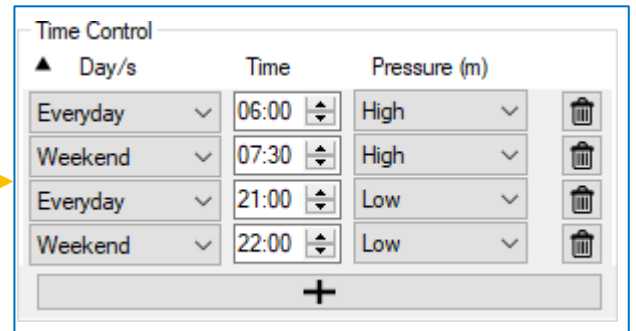 Time Control
▲ Day/s Time Pressure (m)
Everyday 06:00 High
Weekend 07:30 High
Everyday 21:00 Low
Weekend 22:00 Low
+